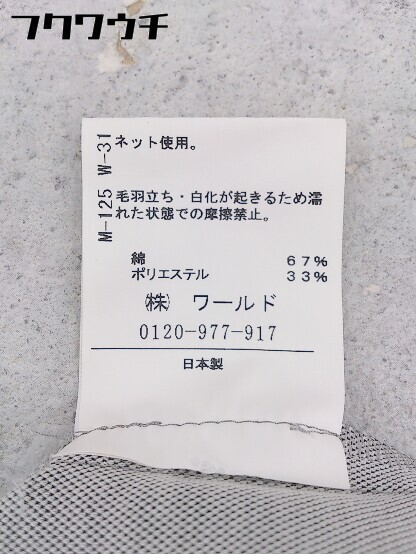 フクワウチ
M-125 W-31
ネット使用。
毛羽立ち・白化が起きるため濡
れた状態での摩擦禁止。
綿 67%
ポリエステル 33%
㈱ ワールド
0120-977-917
日本製